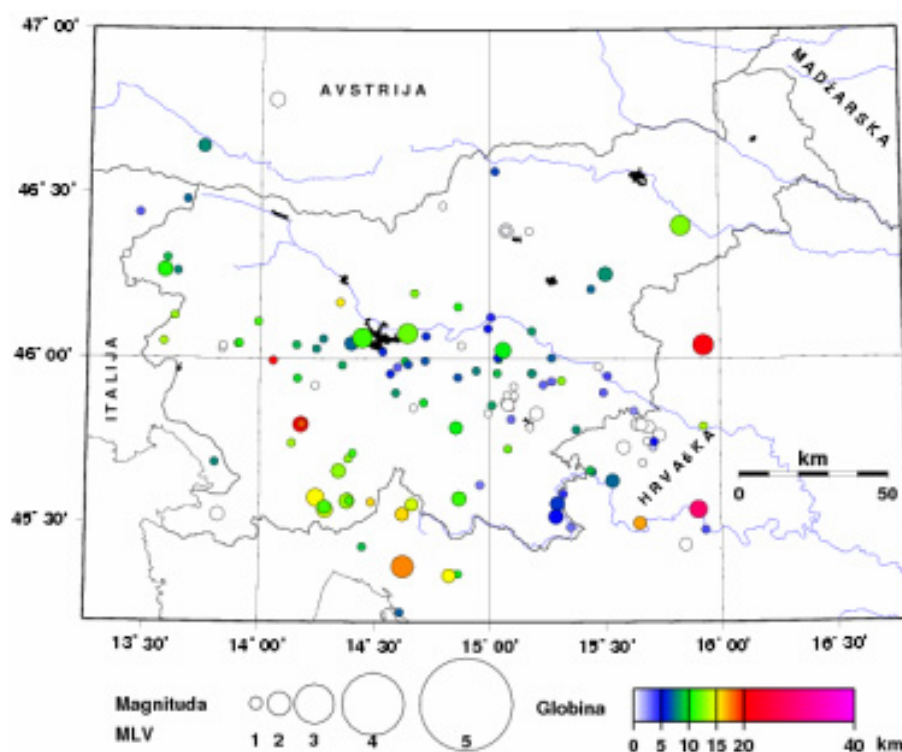 47° 00'
AVSTRIJA
MADŽARSKA
46° 30'
46° 00'
ITALIJA
HRVAéKA
km
0 50
45° 30'
13° 30' 14° 00' 14° 30' 15° 00' 15° 30' 16° 00' 16° 30'
Magnituda
MLV
1 2 3 4 5
Globina
0 5 10 15 20 40 km